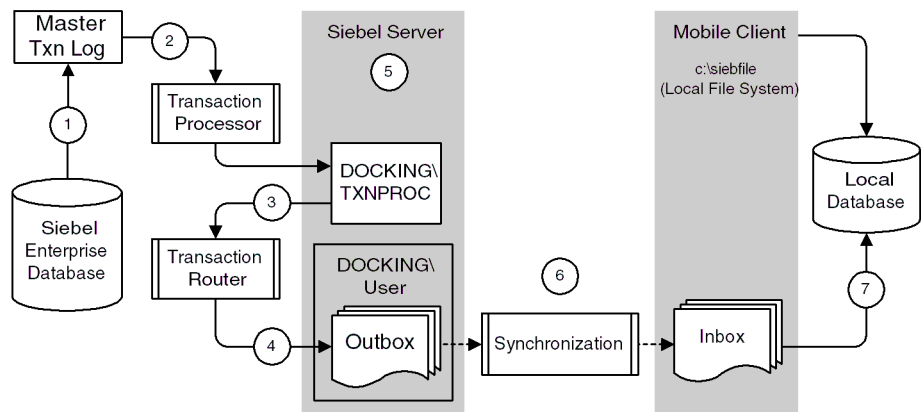 Master
Txn Log
2
Siebel Server
Mobile Client
5
c:\siebfile
(Local File System)
Transaction
Processor
1
DOCKING\
TXNPROC
Local
Database
3
Siebel
Enterprise
Database
Transaction
Router
DOCKING\
User
6
7
4
Outbox
Synchronization
Inbox